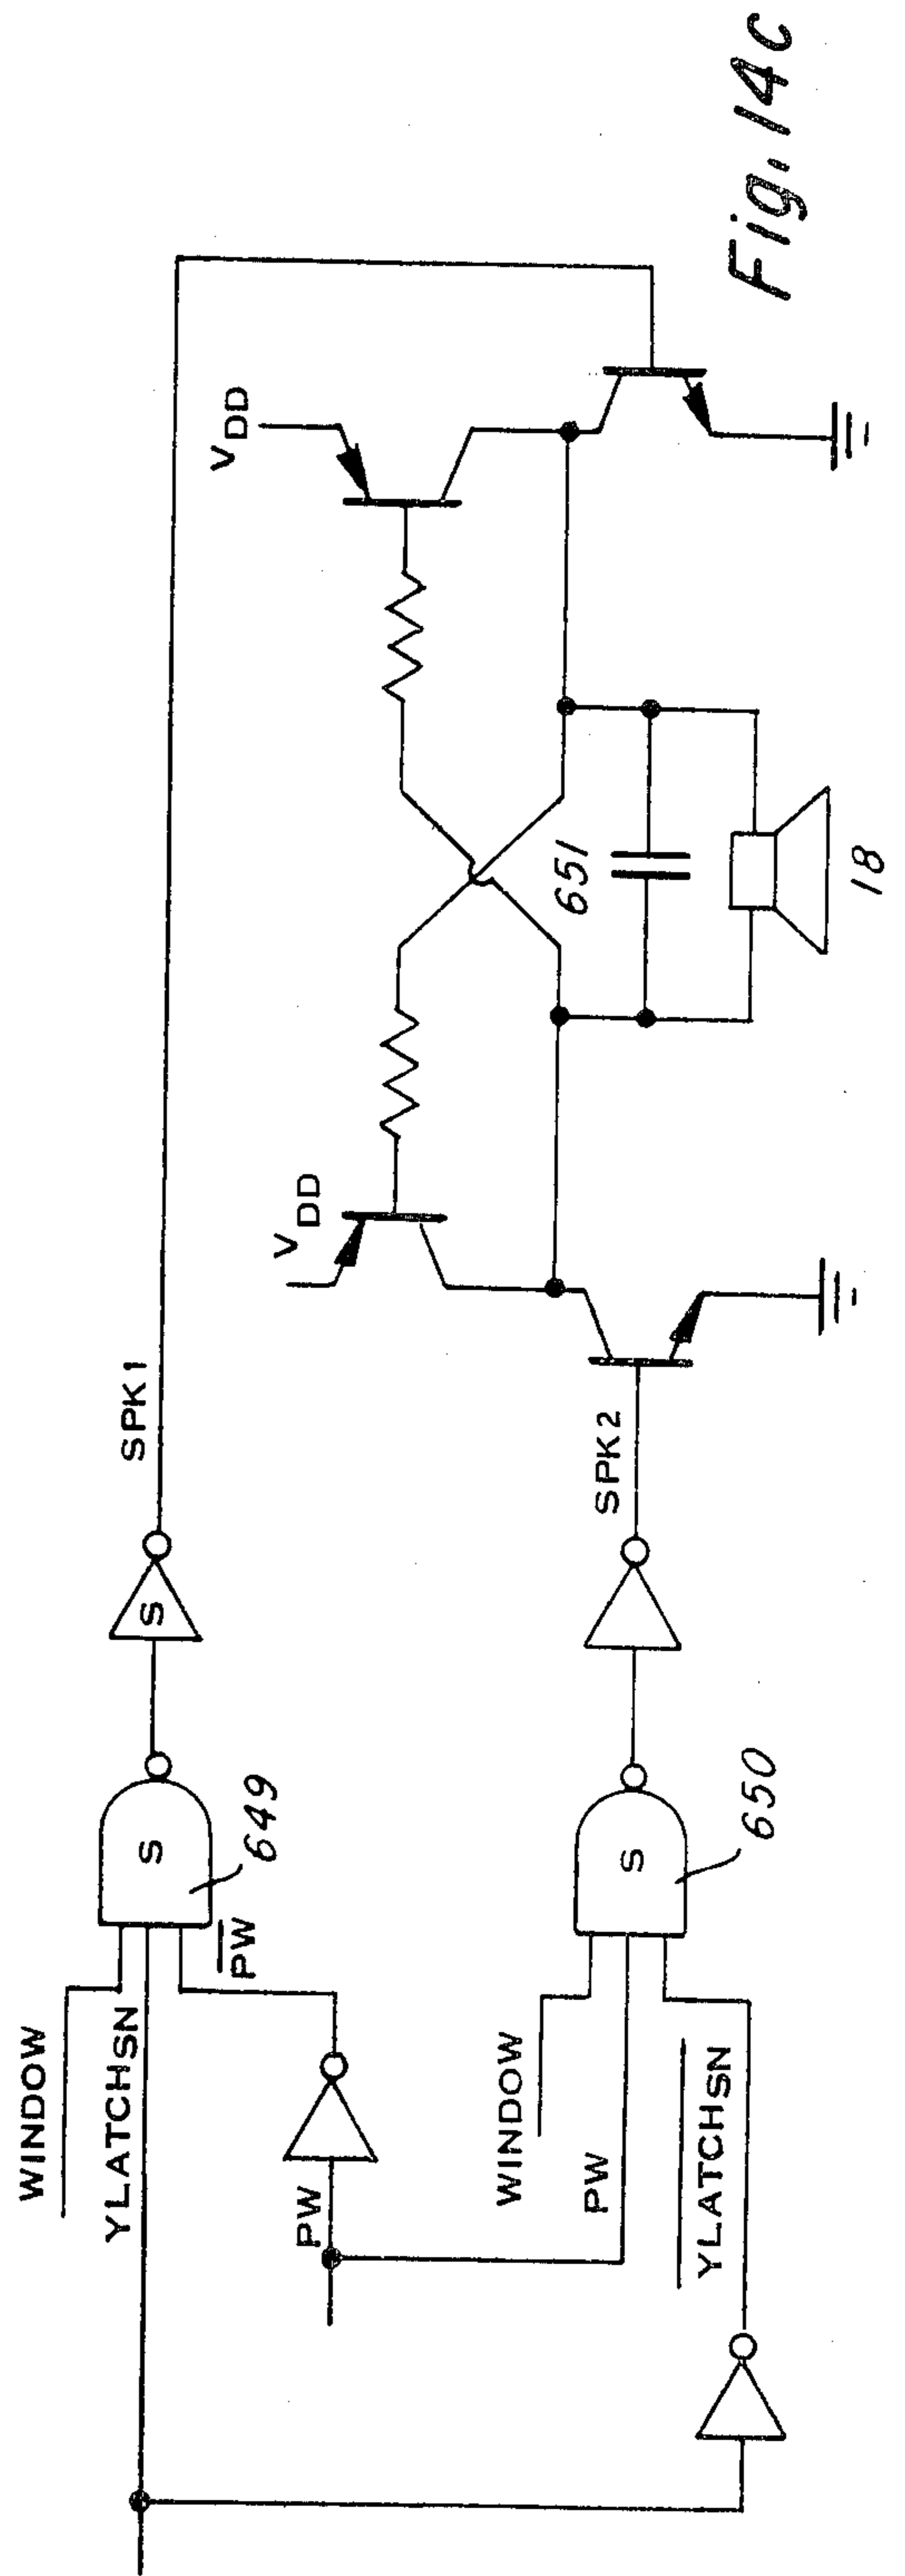 WINDOW
YLATCHSN
PW
PW
S
649
S
SPK1
WINDOW
PW
YLATCHSN
S
650
SPK2
VDD
VDD
651
18
Fig. 14c